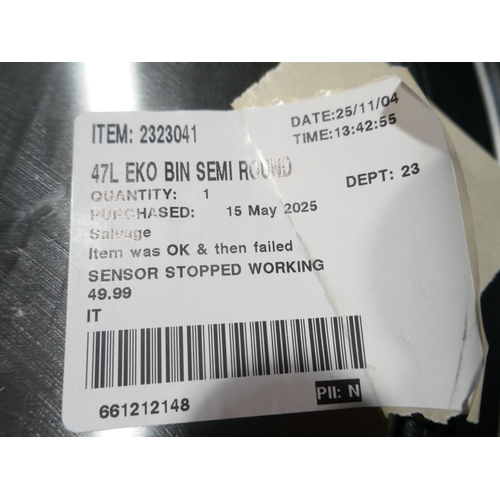 DATE:25/11/04
ITEM: 2323041
TIME:13:42:55
47L EKO BIN SEMI ROUND
DEPT: 23
QUANTITY: 1
PURCHASED: 15 May 2025
Salvage
Item was OK & then failed
SENSOR STOPPED WORKING
49.99
IT
661212148
PII: N